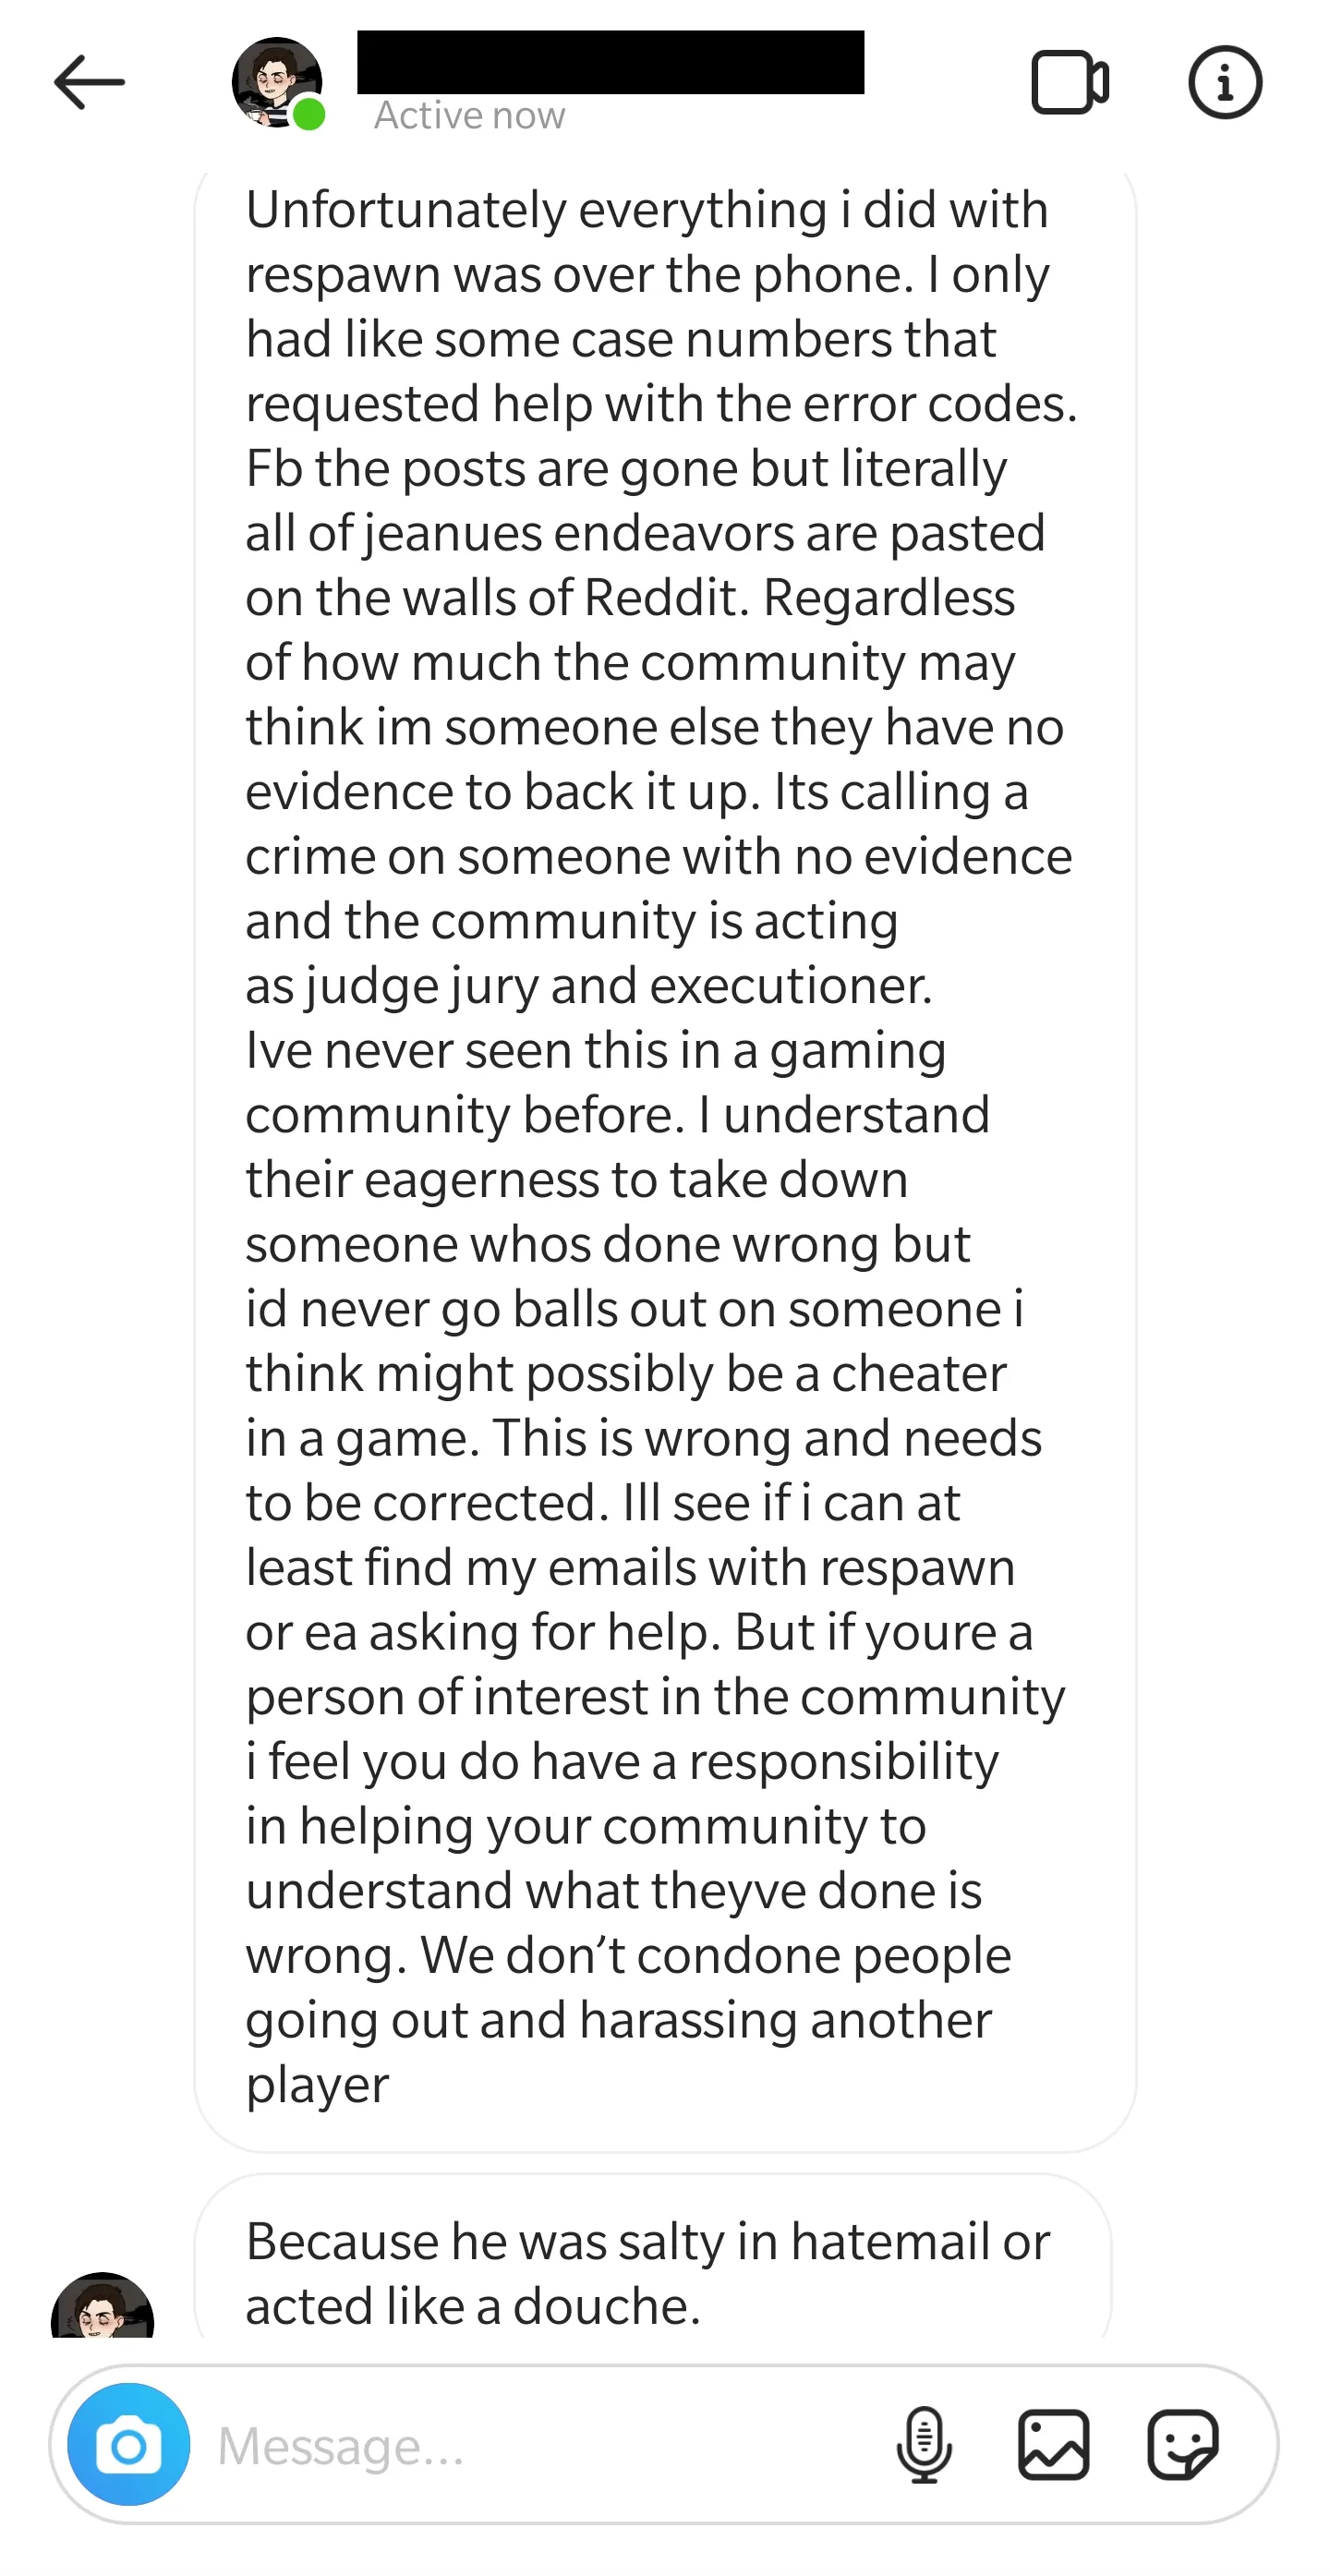 Active now
Unfortunately everything i did with
respawn was over the phone. I only
had like some case numbers that
requested help with the error codes.
Fb the posts are gone but literally
all of jeanues endeavors are pasted
on the walls of Reddit. Regardless
of how much the community may
think im someone else they have no
evidence to back it up. Its calling a
crime on someone with no evidence
and the community is acting
as judge jury and executioner.
Ive never seen this in a gaming
community before. I understand
their eagerness to take down
someone whos done wrong but
id never go balls out on someone i
think might possibly be a cheater
in a game. This is wrong and needs
to be corrected. Ill see if i can at
least find my emails with respawn
or ea asking for help. But if youre a
person of interest in the community
i feel you do have a responsibility
in helping your community to
understand what theyve done is
wrong. We don’t condone people
going out and harassing another
player
Because he was salty in hatemail or
acted like a douche.
Message...